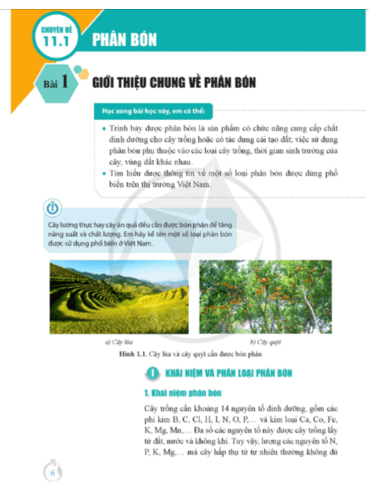 CHUYÊN ĐỀ
11.1
PHÂN BÓN
Bài 1
GIỚI THIỆU CHUNG VỀ PHÂN BÓN
Học xong bài học này, em có thể:
• Trình bày được phân bón là sản phẩm có chức năng cung cấp chất
dinh dưỡng cho cây trồng hoặc có tác dụng cải tạo đất; việc sử dụng
phân bón phụ thuộc vào các loại cây trồng, thời gian sinh trưởng của
cây, vùng đất khác nhau.
• Tìm hiểu được thông tin về một số loại phân bón được dùng phổ
biến trên thị trường Việt Nam.
Cây lương thực hay cây ăn quả đều cần được bón phân để tăng
năng suất và chất lượng. Em hãy kể tên một số loại phân bón
được sử dụng phổ biến ở Việt Nam.
a) Cây lúa
b) Cây quýt
Hình 1.1. Cây lúa và cây quýt cần được bón phân
I KHÁI NIỆM VÀ PHÂN LOẠI PHÂN BÓN
1. Khái niệm phân bón
Cây trồng cần khoảng 14 nguyên tố dinh dưỡng, gồm các
phi kim B, C, Cl, H, I, N, O, P,... và kim loại Ca, Co, Fe,
K, Mg, Mn,... Đa số các nguyên tố này được cây trồng lấy
từ đất, nước và không khí. Tuy vậy, lượng các nguyên tố N,
P, K, Mg,... mà cây hấp thụ từ tự nhiên thường không đủ
6